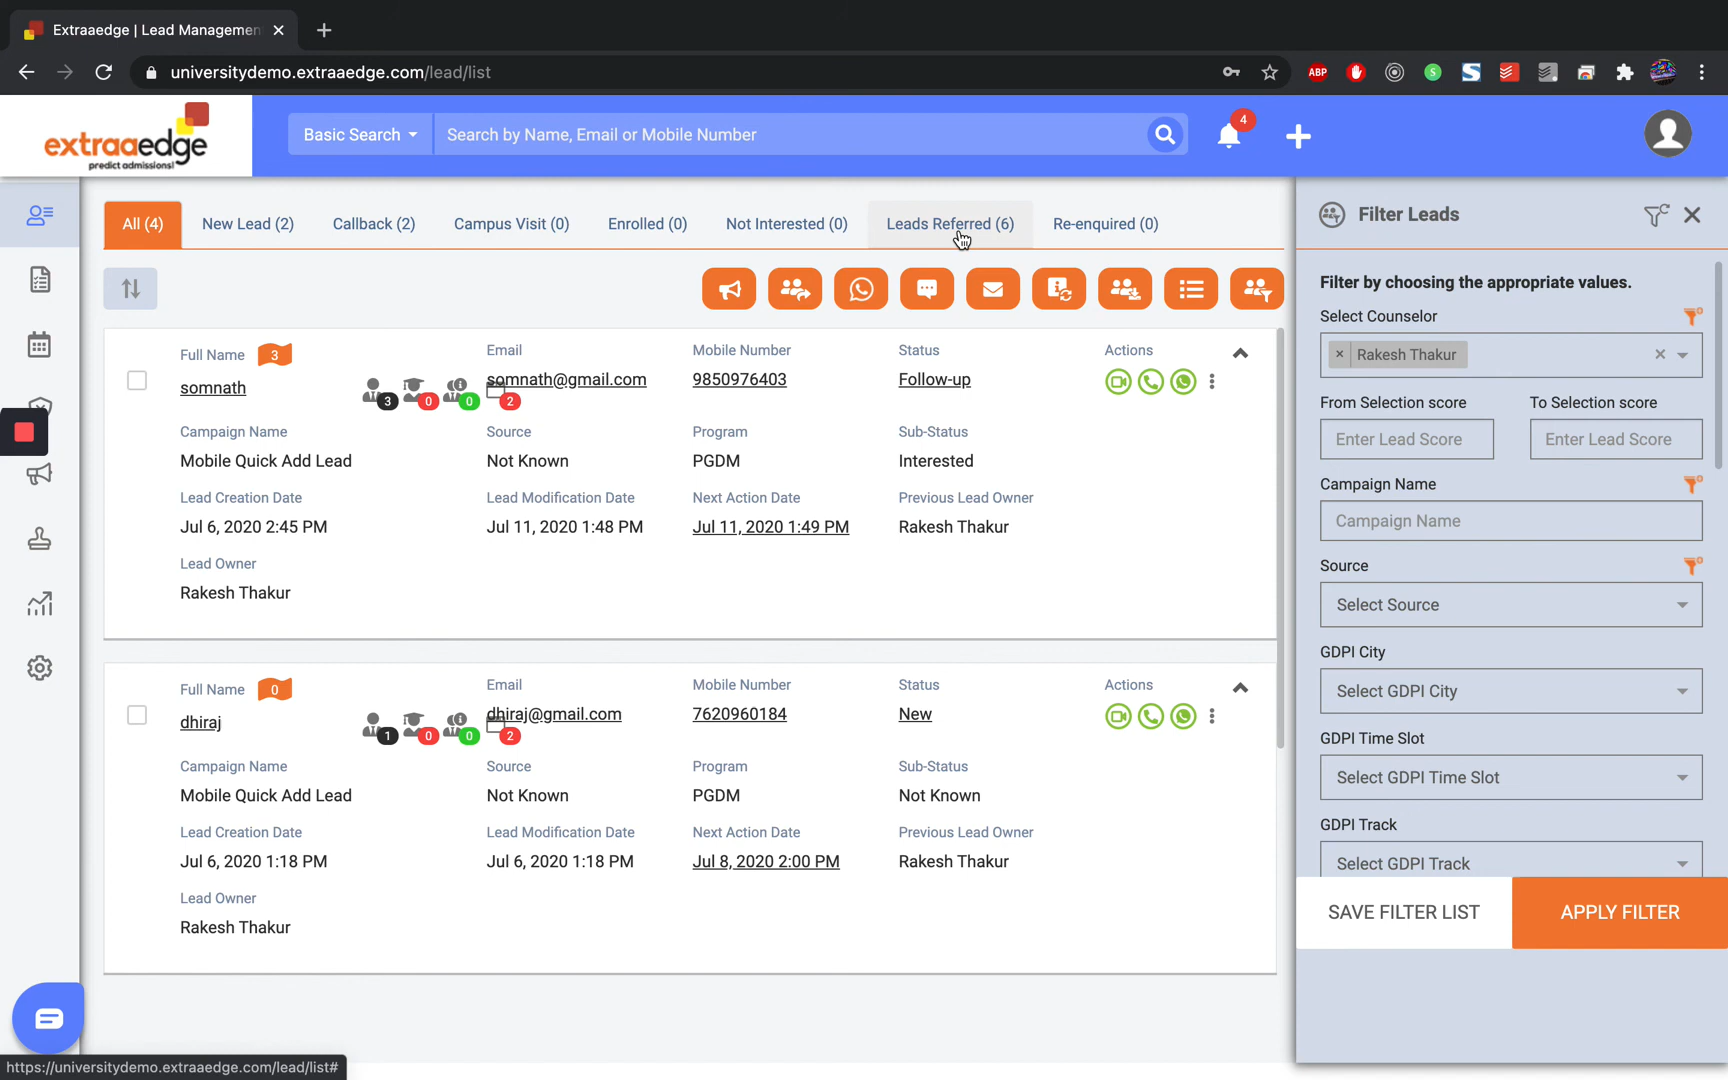 Extraaedge | Lead Management
universitydemo.extraaedge.com/lead/list
ABP
extraaedge
predict admissions!
Basic Search
Search by Name, Email or Mobile Number
4
All (4)
New Lead (2)
Callback (2)
Campus Visit (0)
Enrolled (0)
Not Interested (0)
Leads Referred (6)
Re-enquired (0)
Full Name 3
somnath
3 0 0 2
Email
somnath@gmail.com
Mobile Number
9850976403
Status
Follow-up
Actions
Campaign Name
Mobile Quick Add Lead
Source
Not Known
Program
PGDM
Sub-Status
Interested
Lead Creation Date
Jul 6, 2020 2:45 PM
Lead Modification Date
Jul 11, 2020 1:48 PM
Next Action Date
Jul 11, 2020 1:49 PM
Previous Lead Owner
Rakesh Thakur
Lead Owner
Rakesh Thakur
Full Name 0
dhiraj
1 0 0 2
Email
dhiraj@gmail.com
Mobile Number
7620960184
Status
New
Actions
Campaign Name
Mobile Quick Add Lead
Source
Not Known
Program
PGDM
Sub-Status
Not Known
Lead Creation Date
Jul 6, 2020 1:18 PM
Lead Modification Date
Jul 6, 2020 1:18 PM
Next Action Date
Jul 8, 2020 2:00 PM
Previous Lead Owner
Rakesh Thakur
Lead Owner
Rakesh Thakur
Filter Leads
Filter by choosing the appropriate values.
Select Counselor
× Rakesh Thakur
From Selection score
Enter Lead Score
To Selection score
Enter Lead Score
Campaign Name
Campaign Name
Source
Select Source
GDPI City
Select GDPI City
GDPI Time Slot
Select GDPI Time Slot
GDPI Track
Select GDPI Track
SAVE FILTER LIST
APPLY FILTER
https://universitydemo.extraaedge.com/lead/list#